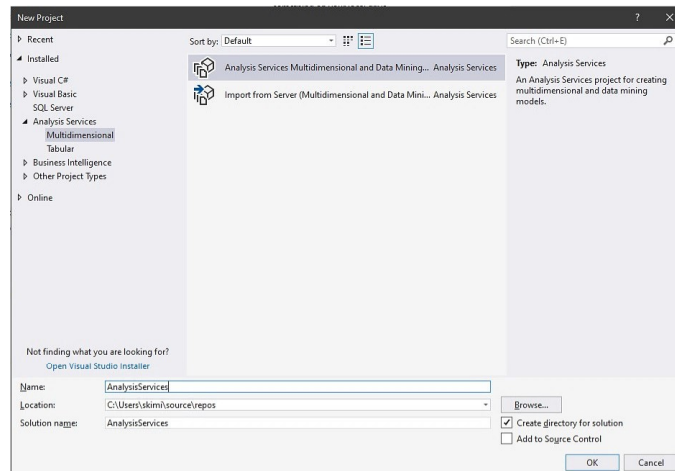 New Project
? ×
Recent
Installed
Visual C#
Visual Basic
SQL Server
Analysis Services
Multidimensional
Tabular
Business Intelligence
Other Project Types
Online
Not finding what you are looking for?
Open Visual Studio Installer
Sort by: Default
Analysis Services Multidimensional and Data Mining... Analysis Services
Import from Server (Multidimensional and Data Mini... Analysis Services
Search (Ctrl+E)
Type: Analysis Services
An Analysis Services project for creating
multidimensional and data mining
models.
Name: AnalysisServices
Location: C:\Users\skimi\source\repos
Browse...
Solution name: AnalysisServices
Create directory for solution
Add to Source Control
OK Cancel